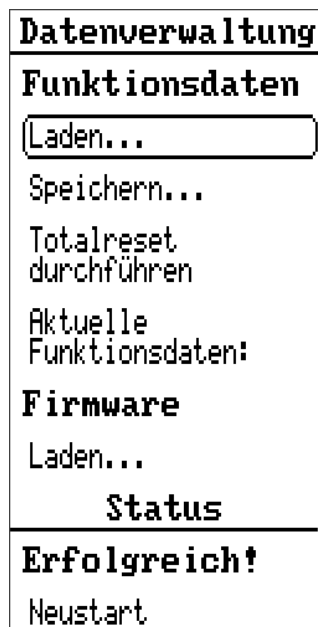 Datenverwaltung
Funktionsdaten
Laden...
Speichern...
Totalreset
durchführen
Aktuelle
Funktionsdaten:
Firmware
Laden...
Status
Erfolgreich!
Neustart